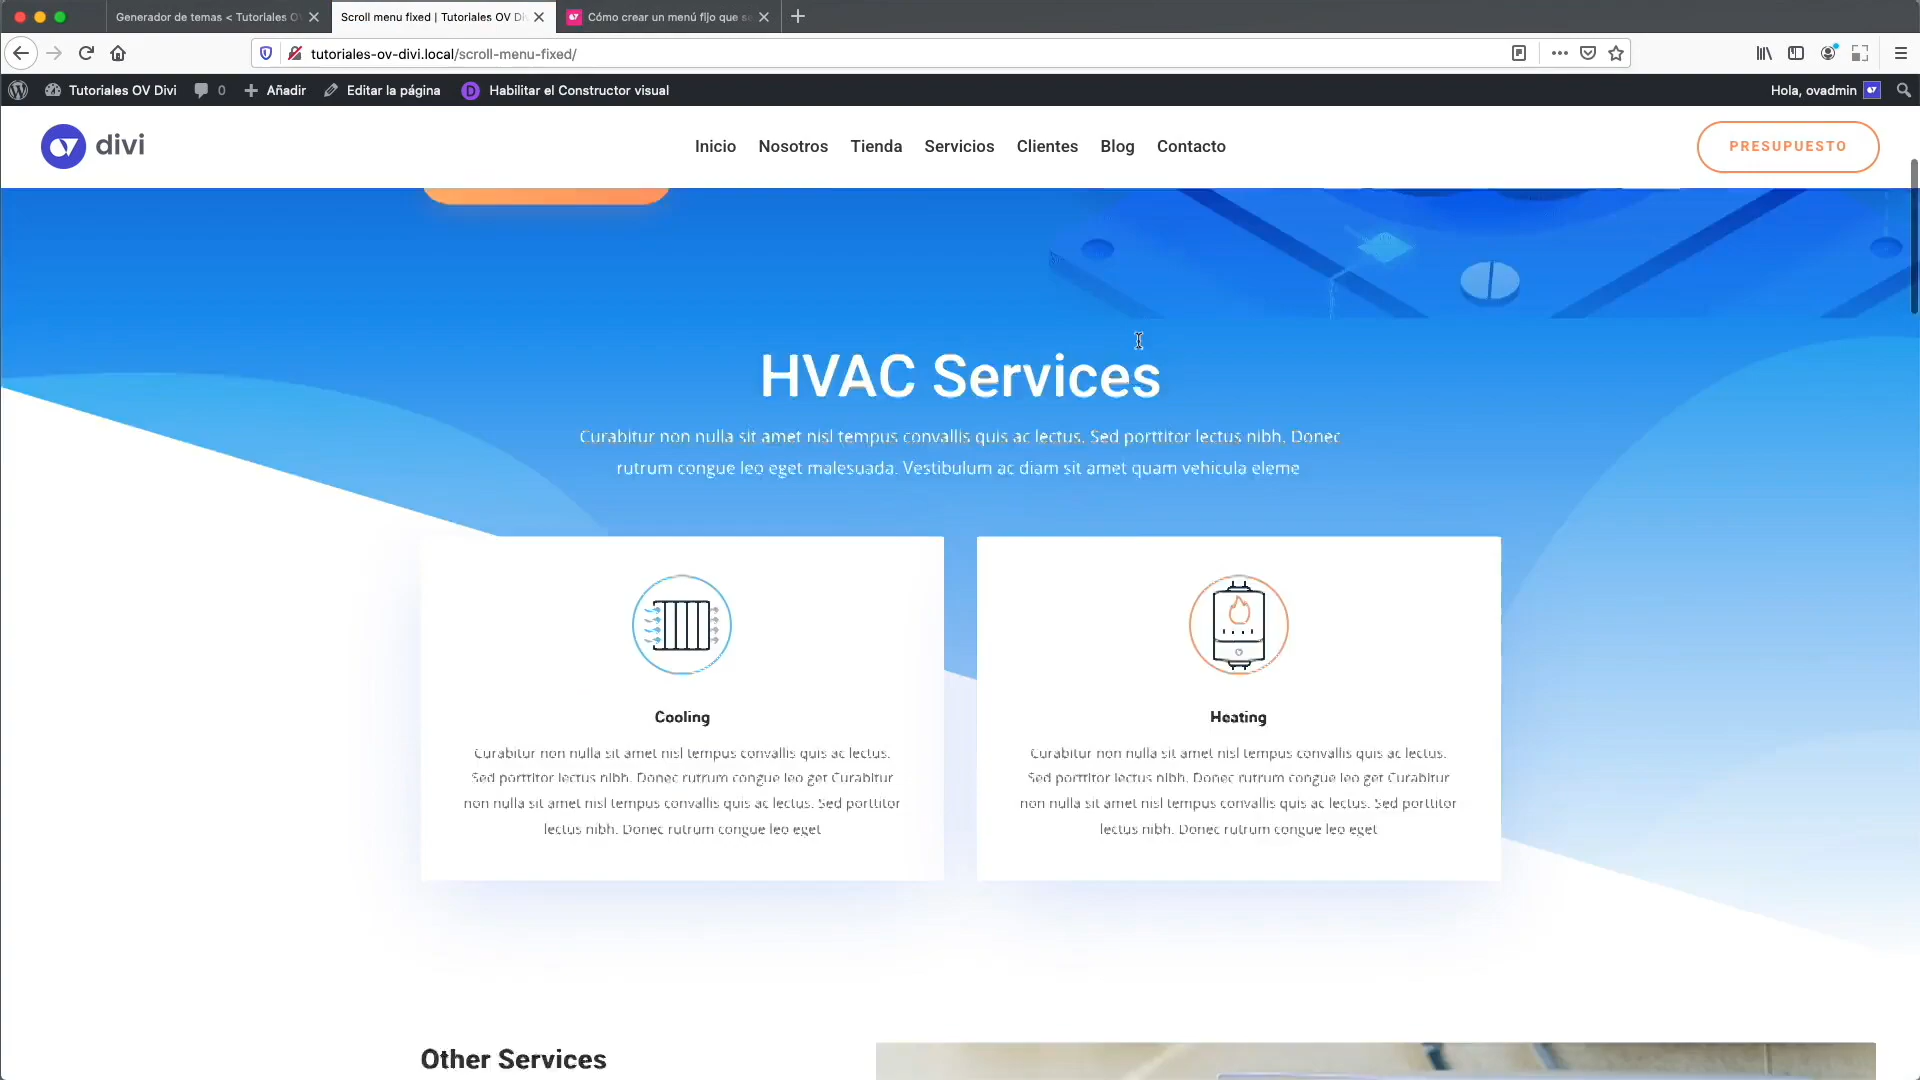 Generador de temas < Tutoriales O
Scroll menu fixed | Tutoriales OV Di
Cómo crear un menú fijo que se
tutoriales-ov-divi.local/scroll-menu-fixed/
Tutoriales OV Divi
0
Añadir
Editar la página
D
Habilitar el Constructor visual
Hola, ovadmin
divi
Inicio
Nosotros
Tienda
Servicios
Clientes
Blog
Contacto
PRESUPUESTO
HVAC Services
Curabitur non nulla sit amet nisl tempus convallis quis ac lectus. Sed porttitor lectus nibh. Donec
rutrum congue leo eget malesuada. Vestibulum ac diam sit amet quam vehicula eleme
Cooling
Curabitur non nulla sit amet nisl tempus convallis quis ac lectus.
Sed porttitor lectus nibh. Donec rutrum congue leo get Curabitur
non nulla sit amet nisl tempus convallis quis ac lectus. Sed porttitor
lectus nibh. Donec rutrum congue leo eget
Heating
Curabitur non nulla sit amet nisl tempus convallis quis ac lectus.
Sed porttitor lectus nibh. Donec rutrum congue leo get Curabitur
non nulla sit amet nisl tempus convallis quis ac lectus. Sed porttitor
lectus nibh. Donec rutrum congue leo eget
Other Services